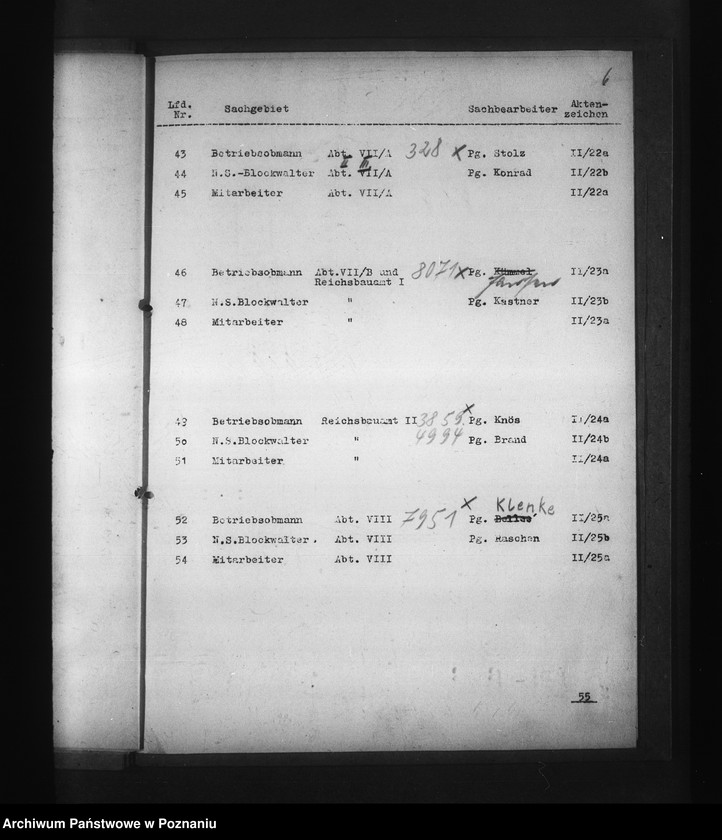 6
Lfd. Nr. Sachgebiet Sachbearbeiter Akten-zeichen
43 Betriebsobmann Abt. VII/A 328 x Pg. Stolz II/22a
44 N.S.-Blockwalter Abt. VII/A Pg. Konrad II/22b
45 Mitarbeiter Abt. VII/A II/22a
46 Betriebsobmann Abt.VII/B und 8071 x Pg. II/23a
Reichsbauamt I
47 N.S.Blockwalter " Pg. Kastner II/23b
48 Mitarbeiter " II/23a
49 Betriebsobmann Reichsbauamt II 3859 x Pg. Knös II/24a
50 N.S.Blockwalter " 4994 Pg. Brand II/24b
51 Mitarbeiter " II/24a
x Klenke
52 Betriebsobmann Abt. VIII 7951 Pg. II/25a
53 N.S.Blockwalter. Abt. VIII Pg. Raschen II/25b
54 Mitarbeiter Abt. VIII II/25a
55
Archiwum Państwowe w Poznaniu